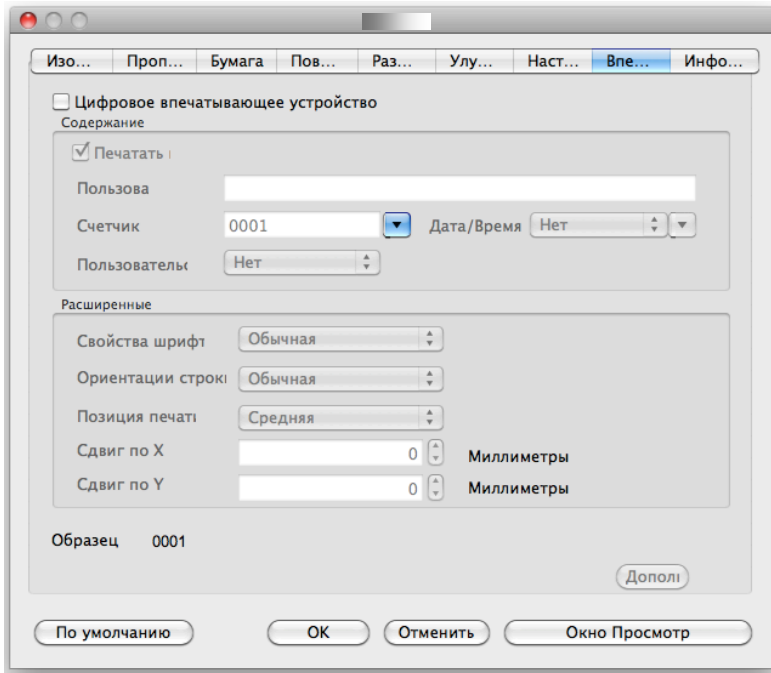 Изо... Проп... Бумага Пов... Раз... Улу... Наст... Впе... Инфо...
Цифровое впечатывающее устройство
Содержание
Печатать
Пользова
Счетчик 0001 Дата/Время Нет
Пользовательс Нет
Расширенные
Свойства шрифт Обычная
Ориентации строки Обычная
Позиция печати Средняя
Сдвиг по X 0 Миллиметры
Сдвиг по Y 0 Миллиметры
Образец 0001
Дополı
По умолчанию OK Отменить Окно Просмотр